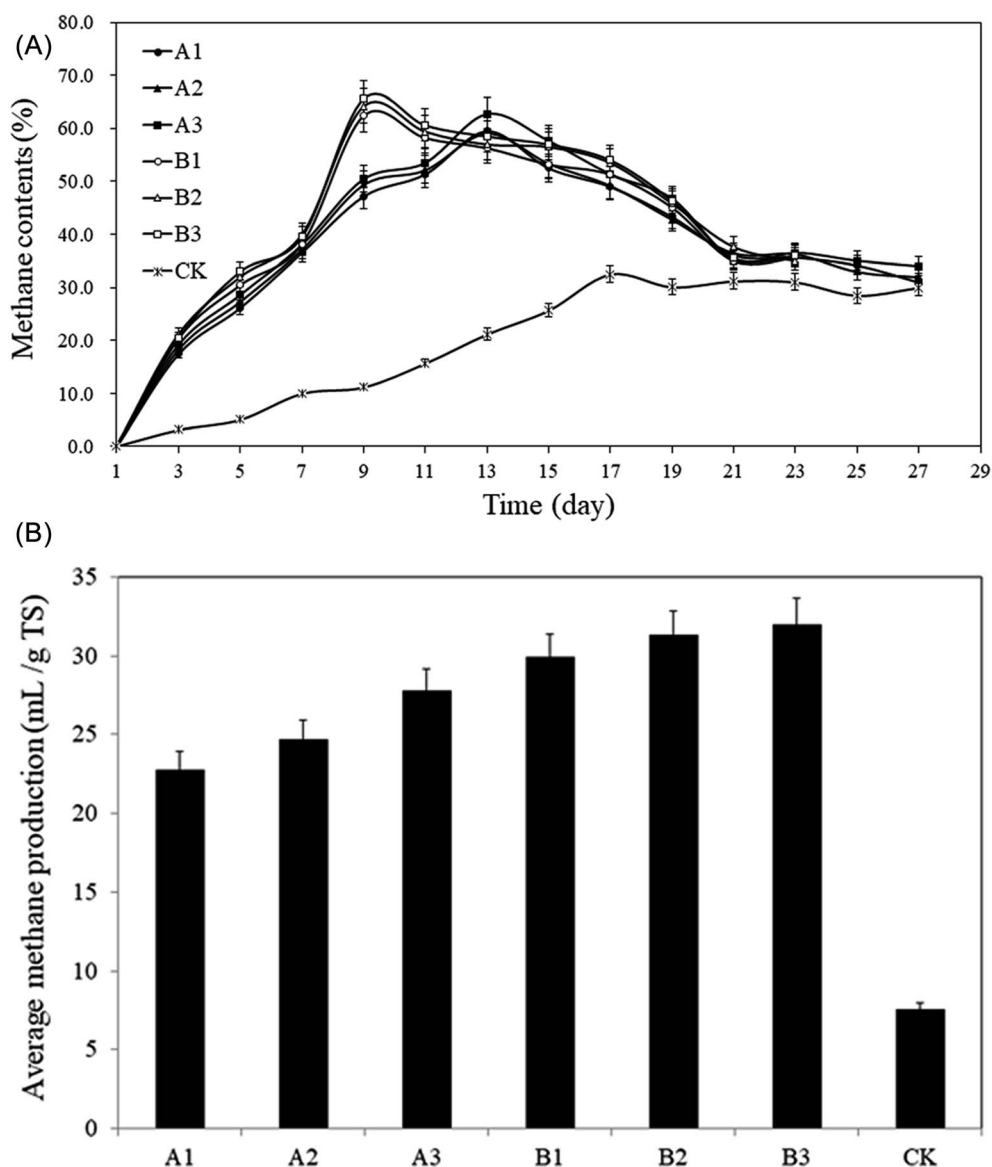 (A)
80.0
70.0
60.0
50.0
40.0
30.0
20.0
10.0
0.0
Methane contents (%)
A1
A2
A3
B1
B2
B3
CK
1 3 5 7 9 11 13 15 17 19 21 23 25 27 29
Time (day)
(B)
35
30
25
20
15
10
5
0
Average methane production (mL /g TS)
A1 A2 A3 B1 B2 B3 CK